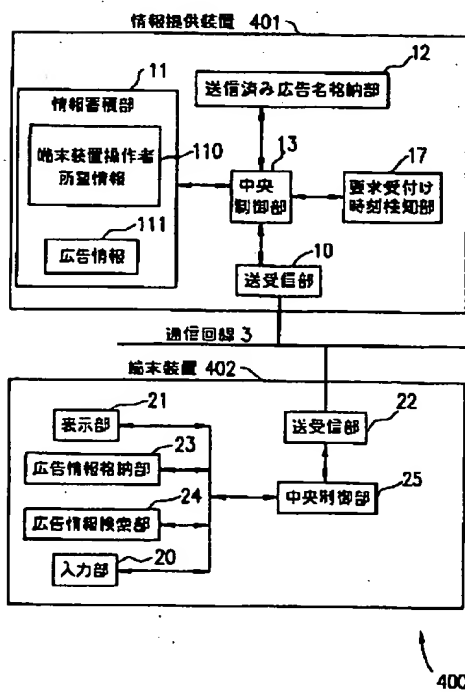 情報提供装置 401
11
情報蓄積部
端末装置操作者
所望情報
110
111
広告情報
12
送信済み広告名格納部
13
中央
制御部
17
要求受付け
時刻検知部
10
送受信部
通信回線 3
端末装置 402
21
表示部
23
広告情報格納部
24
広告情報検索部
20
入力部
22
送受信部
25
中央制御部
400